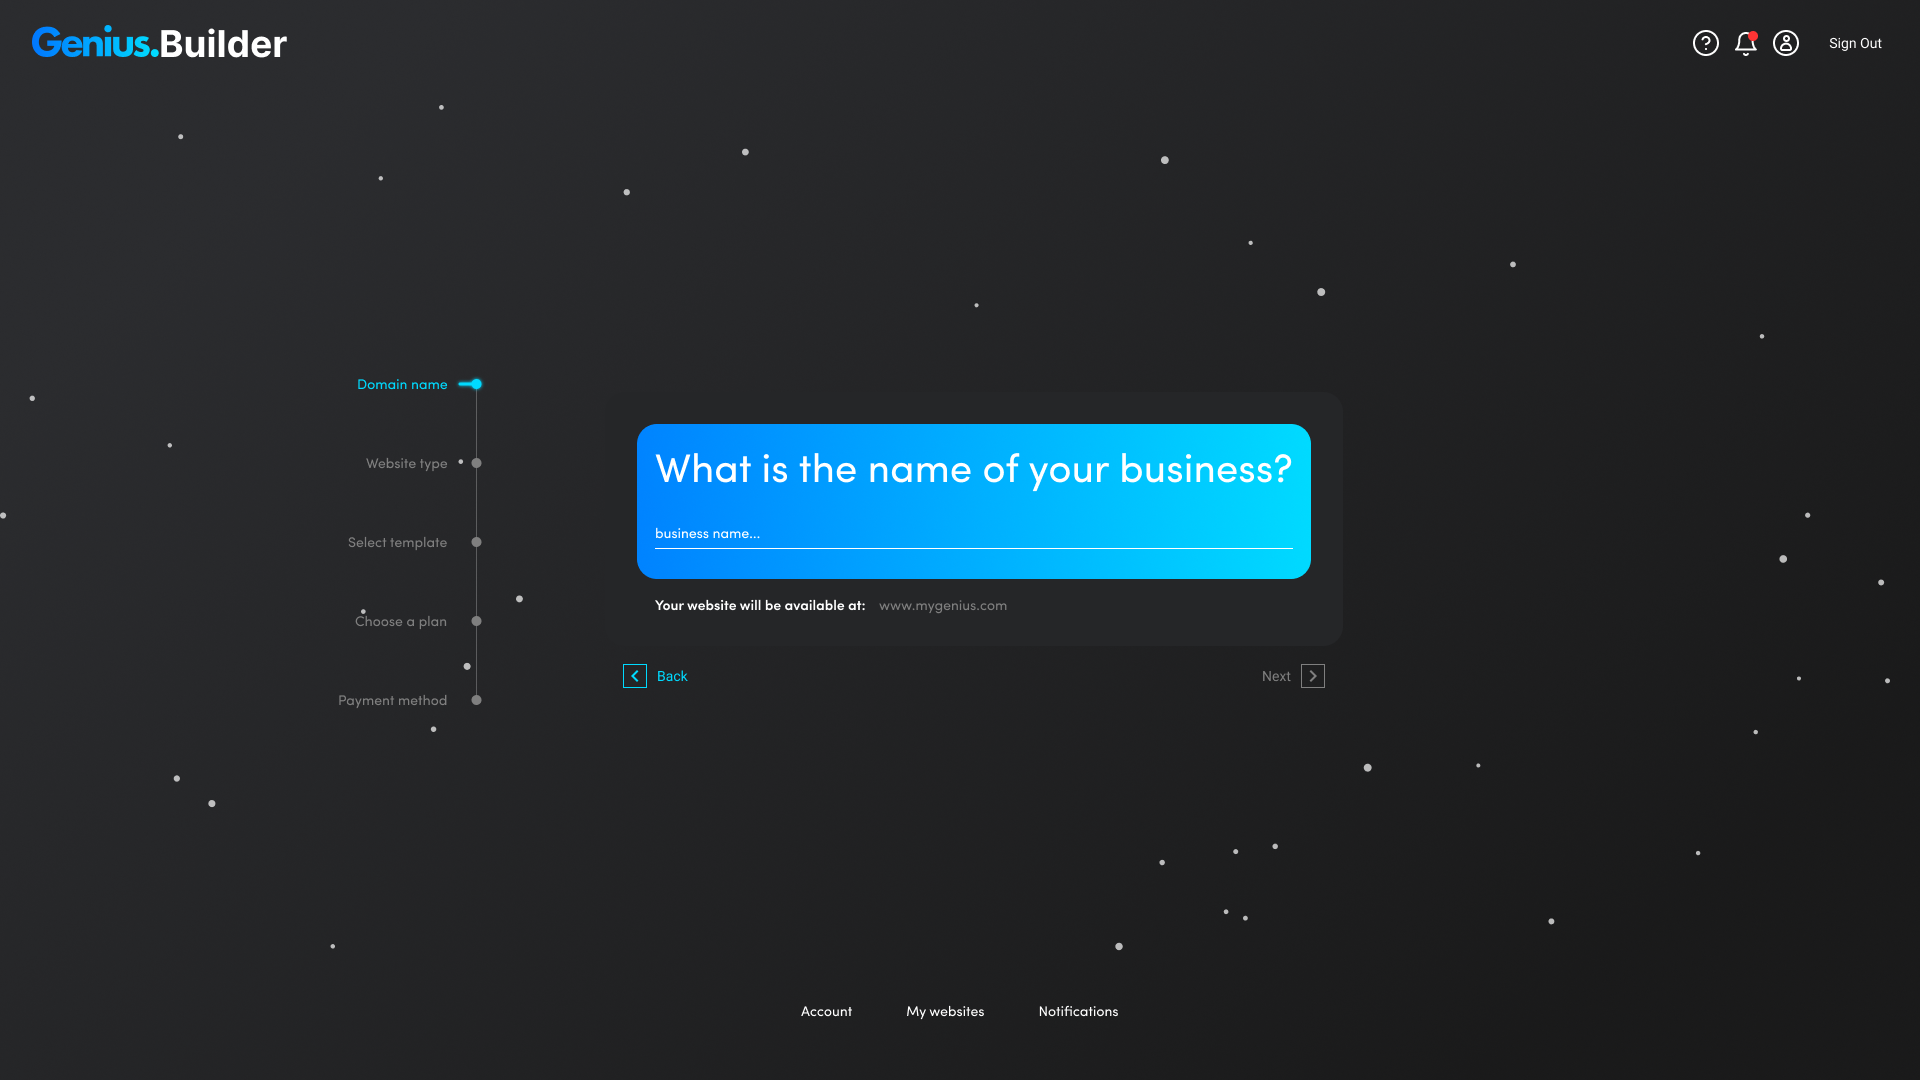 Genius.Builder
Sign Out
Domain name
Website type
Select template
Choose a plan
Payment method
What is the name of your business?
business name...
Your website will be available at: www.mygenius.com
Back
Next
Account My websites Notifications